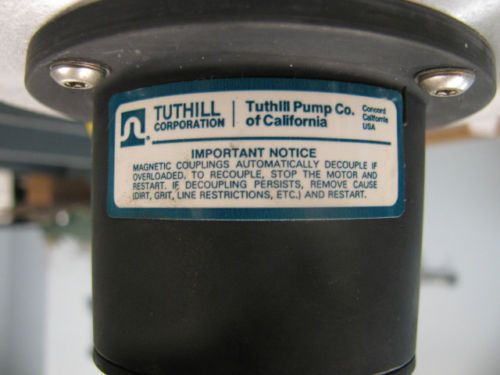 TUTHILL
CORPORATION
Tuthill Pump Co.
of California
Concord
California
USA
IMPORTANT NOTICE
MAGNETIC COUPLINGS AUTOMATICALLY DECOUPLE IF
OVERLOADED. TO RECOUPLE, STOP THE MOTOR AND
RESTART. IF DECOUPLING PERSISTS, REMOVE CAUSE
(DIRT, GRIT, LINE RESTRICTIONS, ETC.) AND RESTART.